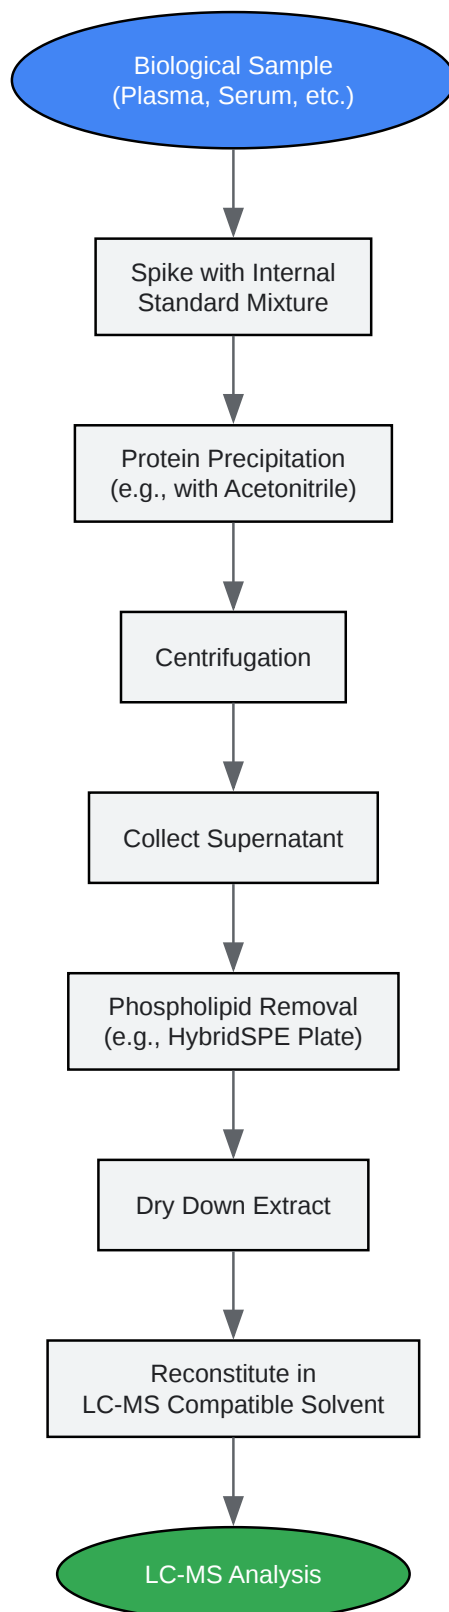 Biological Sample
(Plasma, Serum, etc.)
Spike with Internal
Standard Mixture
Protein Precipitation
(e.g., with Acetonitrile)
Centrifugation
Collect Supernatant
Phospholipid Removal
(e.g., HybridSPE Plate)
Dry Down Extract
Reconstitute in
LC-MS Compatible Solvent
LC-MS Analysis